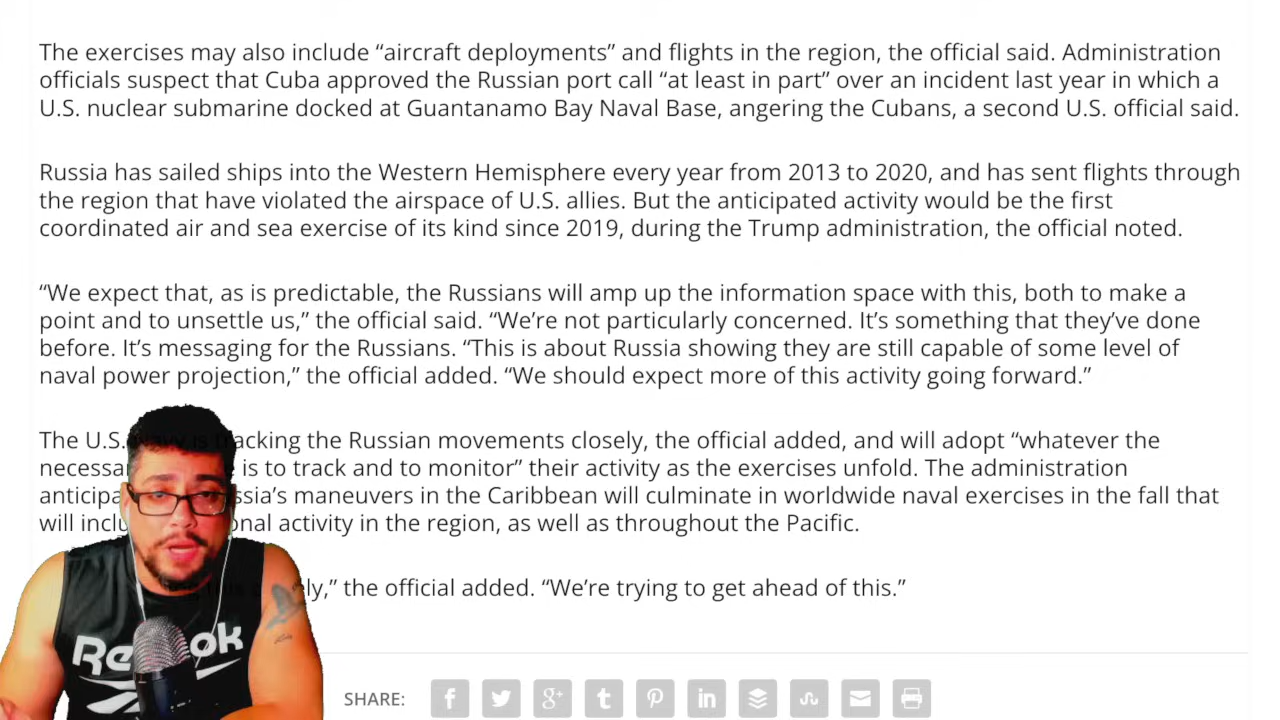 The exercises may also include “aircraft deployments” and flights in the region, the official said. Administration
officials suspect that Cuba approved the Russian port call “at least in part” over an incident last year in which a
U.S. nuclear submarine docked at Guantanamo Bay Naval Base, angering the Cubans, a second U.S. official said.
Russia has sailed ships into the Western Hemisphere every year from 2013 to 2020, and has sent flights through
the region that have violated the airspace of U.S. allies. But the anticipated activity would be the first
coordinated air and sea exercise of its kind since 2019, during the Trump administration, the official noted.
“We expect that, as is predictable, the Russians will amp up the information space with this, both to make a
point and to unsettle us,” the official said. “We’re not particularly concerned. It’s something that they’ve done
before. It’s messaging for the Russians. “This is about Russia showing they are still capable of some level of
naval power projection,” the official added. “We should expect more of this activity going forward.”
The U.S. Navy is tracking the Russian movements closely, the official added, and will adopt “whatever the
is to track and to monitor” their activity as the exercises unfold. The administration
maneuvers in the Caribbean will culminate in worldwide naval exercises in the fall that
will activity in the region, as well as throughout the Pacific.
the official added. “We’re trying to get ahead of this.”
Reebok
SHARE: